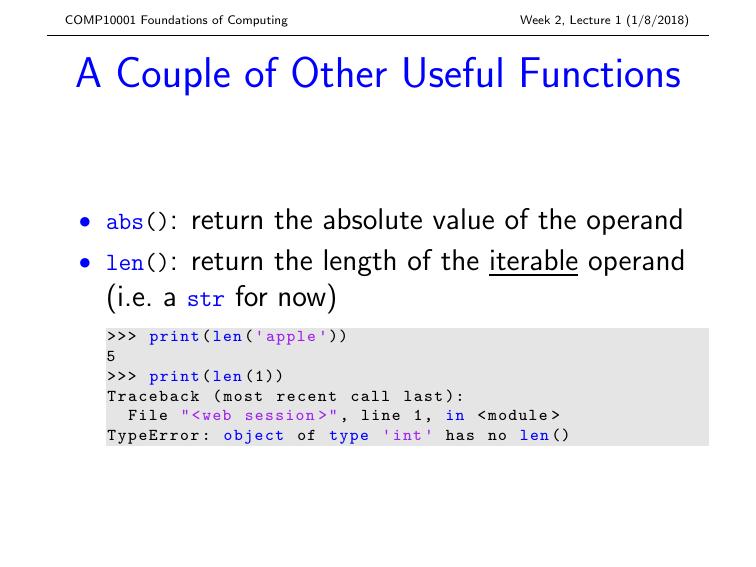 COMP10001 Foundations of Computing
Week 2, Lecture 1 (1/8/2018)
A Couple of Other Useful Functions
• abs(): return the absolute value of the operand
• len(): return the length of the iterable operand
(i.e. a str for now)
>>> print(len('apple'))
5
>>> print(len(1))
Traceback (most recent call last):
  File "<web session>", line 1, in <module>
TypeError: object of type 'int' has no len()